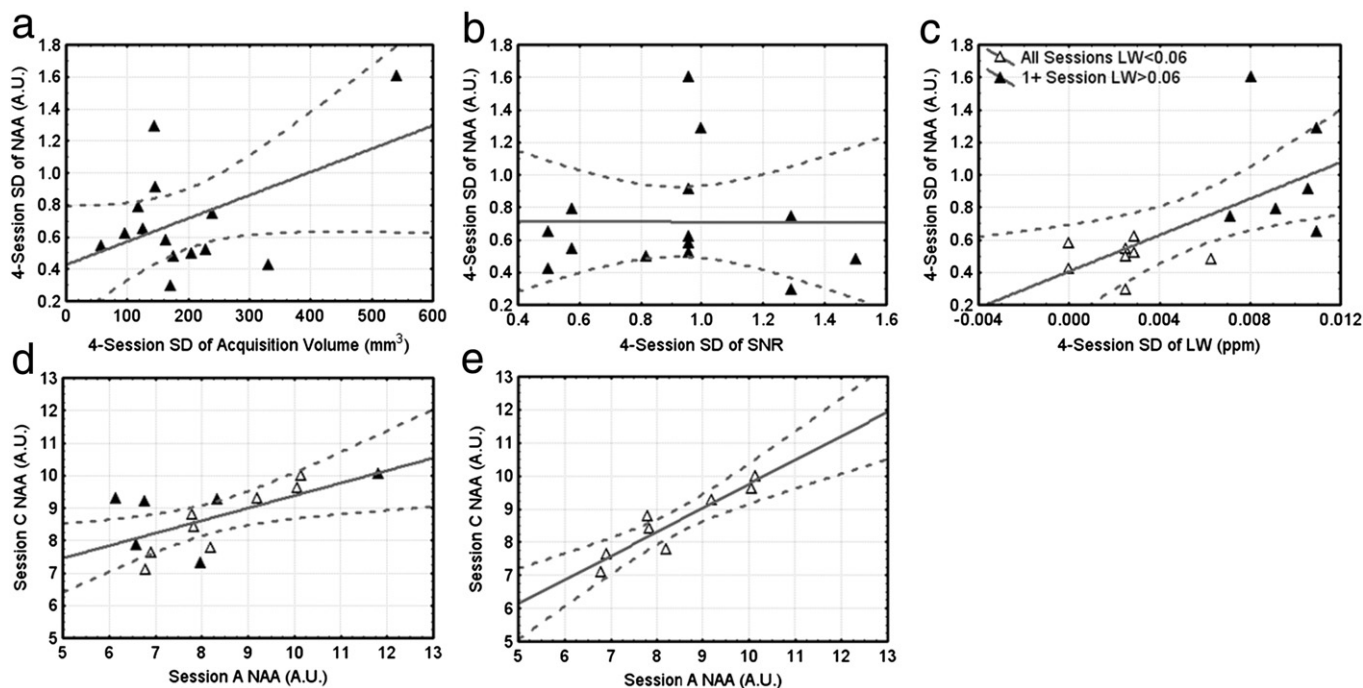 a
4-Session SD of NAA (A.U.)
1.8
1.6
1.4
1.2
1.0
0.8
0.6
0.4
0.2
0 100 200 300 400 500 600
4-Session SD of Acquisition Volume (mm³)
b
4-Session SD of NAA (A.U.)
1.8
1.6
1.4
1.2
1.0
0.8
0.6
0.4
0.2
0.4 0.6 0.8 1.0 1.2 1.4 1.6
4-Session SD of SNR
c
4-Session SD of NAA (A.U.)
1.8
1.6
1.4
1.2
1.0
0.8
0.6
0.4
0.2
All Sessions LW<0.06
1+ Session LW>0.06
-0.004 0.000 0.004 0.008 0.012
4-Session SD of LW (ppm)
d
Session C NAA (A.U.)
13
12
11
10
9
8
7
6
5
5 6 7 8 9 10 11 12 13
Session A NAA (A.U.)
e
Session C NAA (A.U.)
13
12
11
10
9
8
7
6
5
5 6 7 8 9 10 11 12 13
Session A NAA (A.U.)